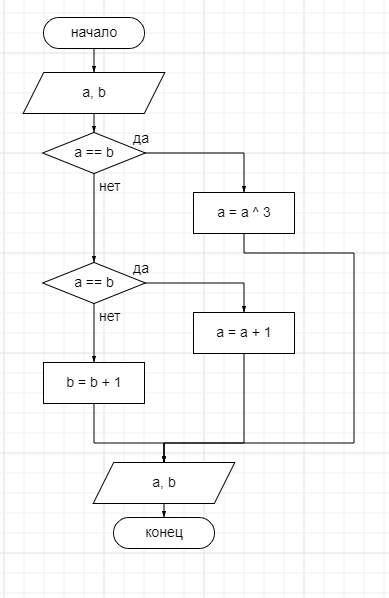 начало
a, b
a == b
да
нет
a = a ^ 3
a == b
да
нет
a = a + 1
b = b + 1
a, b
конец